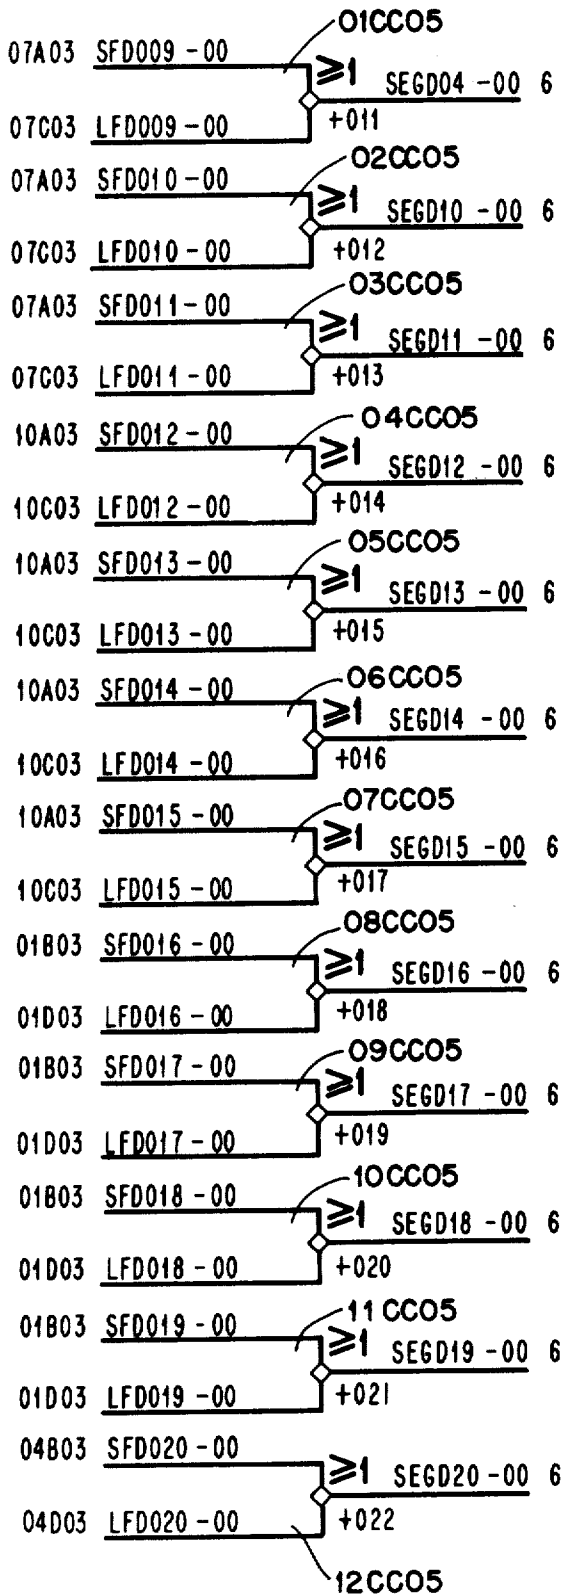 01CC05
07A03 SFD009 -00
≥1 SEGD04 -00 6
07C03 LFD009 -00 +011
02CC05
07A03 SFD010 -00
≥1 SEGD10 -00 6
07C03 LFD010 -00 +012
03CC05
07A03 SFD011 -00
≥1 SEGD11 -00 6
07C03 LFD011 -00 +013
04CC05
10A03 SFD012 -00
≥1 SEGD12 -00 6
10C03 LFD012 -00 +014
05CC05
10A03 SFD013 -00
≥1 SEGD13 -00 6
10C03 LFD013 -00 +015
06CC05
10A03 SFD014 -00
≥1 SEGD14 -00 6
10C03 LFD014 -00 +016
07CC05
10A03 SFD015 -00
≥1 SEGD15 -00 6
10C03 LFD015 -00 +017
08CC05
01B03 SFD016 -00
≥1 SEGD16 -00 6
01D03 LFD016 -00 +018
09CC05
01B03 SFD017 -00
≥1 SEGD17 -00 6
01D03 LFD017 -00 +019
10CC05
01B03 SFD018 -00
≥1 SEGD18 -00 6
01D03 LFD018 -00 +020
11CC05
01B03 SFD019 -00
≥1 SEGD19 -00 6
01D03 LFD019 -00 +021
04B03 SFD020 -00
≥1 SEGD20 -00 6
04D03 LFD020 -00 +022
12CC05